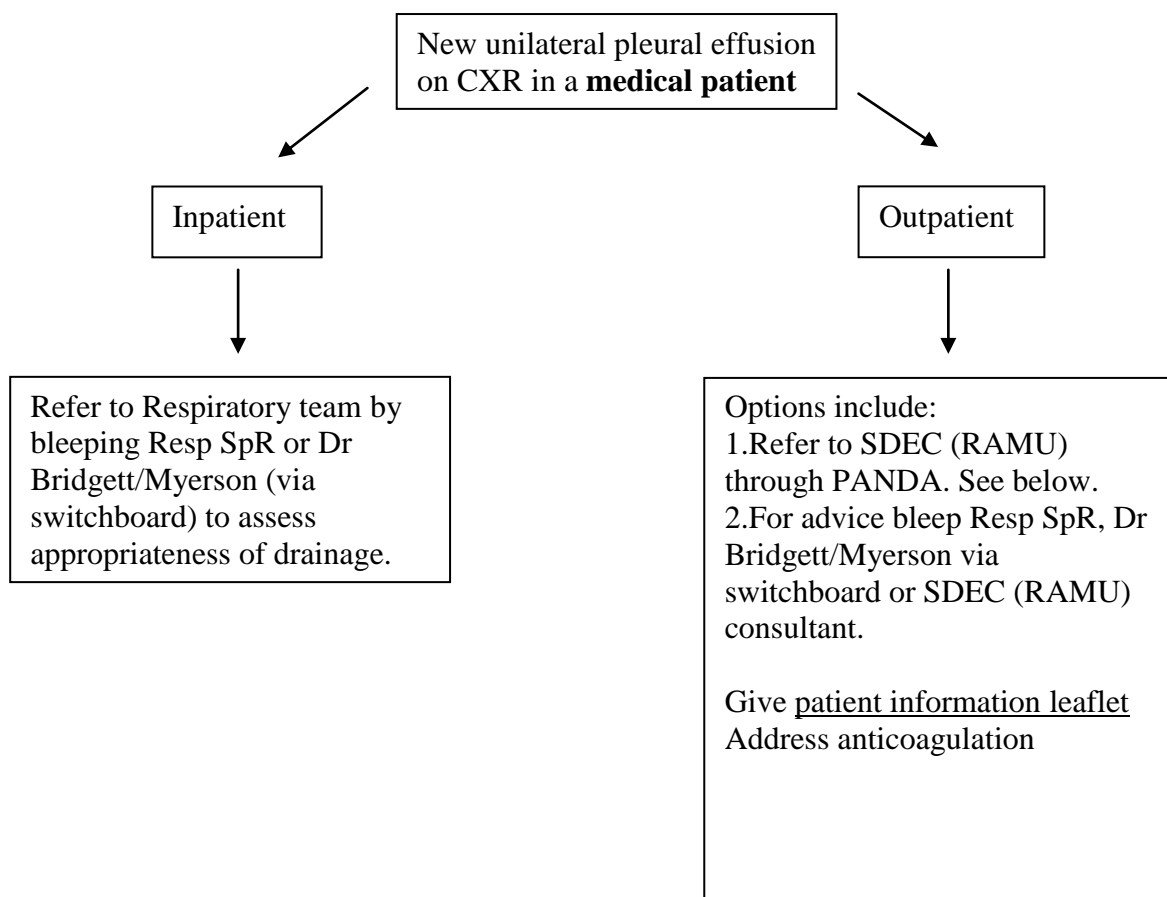 New unilateral pleural effusion
on CXR in a medical patient
Inpatient
Outpatient
Refer to Respiratory team by
bleeping Resp SpR or Dr
Bridgett/Myerson (via
switchboard) to assess
appropriateness of drainage.
Options include:
1.Refer to SDEC (RAMU)
through PANDA. See below.
2.For advice bleep Resp SpR, Dr
Bridgett/Myerson via
switchboard or SDEC (RAMU)
consultant.
Give patient information leaflet
Address anticoagulation